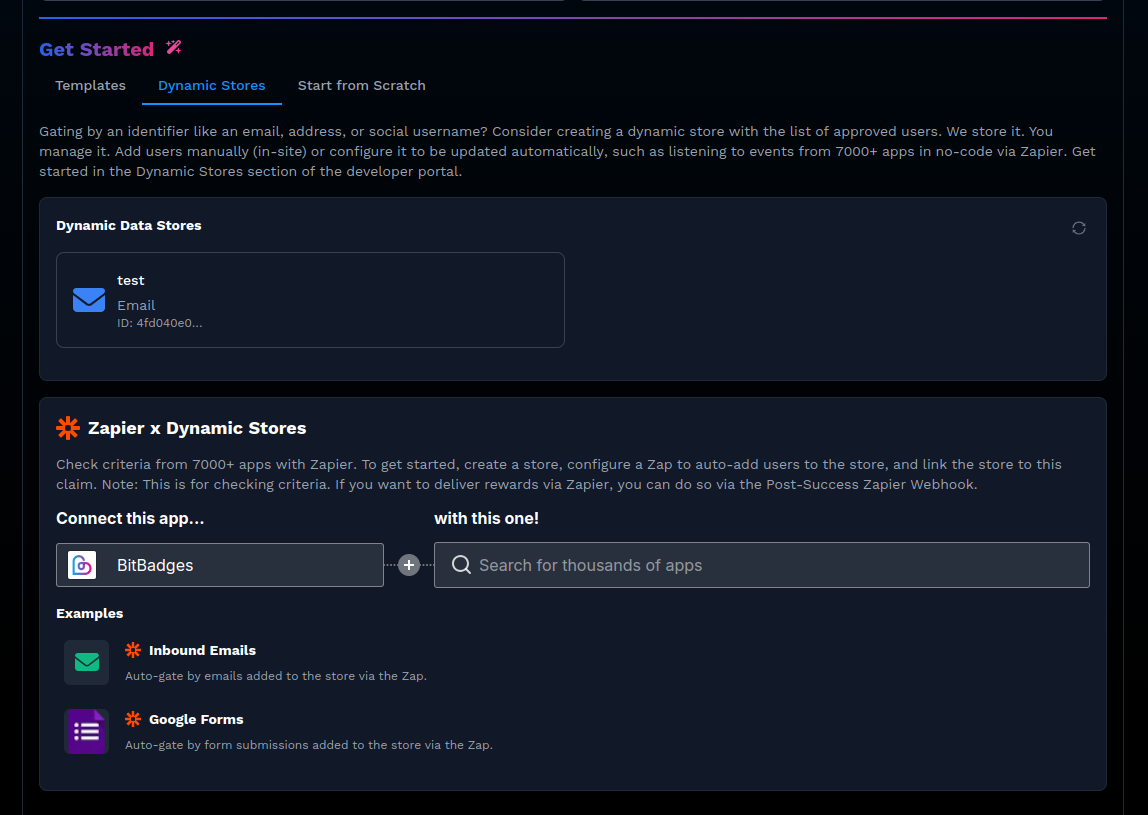 Get Started
Templates
Dynamic Stores
Start from Scratch
Gating by an identifier like an email, address, or social username? Consider creating a dynamic store with the list of approved users. We store it. You
manage it. Add users manually (in-site) or configure it to be updated automatically, such as listening to events from 7000+ apps in no-code via Zapier. Get
started in the Dynamic Stores section of the developer portal.
Dynamic Data Stores
test
Email
ID: 4fd040e0...
Zapier x Dynamic Stores
Check criteria from 7000+ apps with Zapier. To get started, create a store, configure a Zap to auto-add users to the store, and link the store to this
claim. Note: This is for checking criteria. If you want to deliver rewards via Zapier, you can do so via the Post-Success Zapier Webhook.
Connect this app...
with this one!
BitBadges
Search for thousands of apps
Examples
Inbound Emails
Auto-gate by emails added to the store via the Zap.
Google Forms
Auto-gate by form submissions added to the store via the Zap.